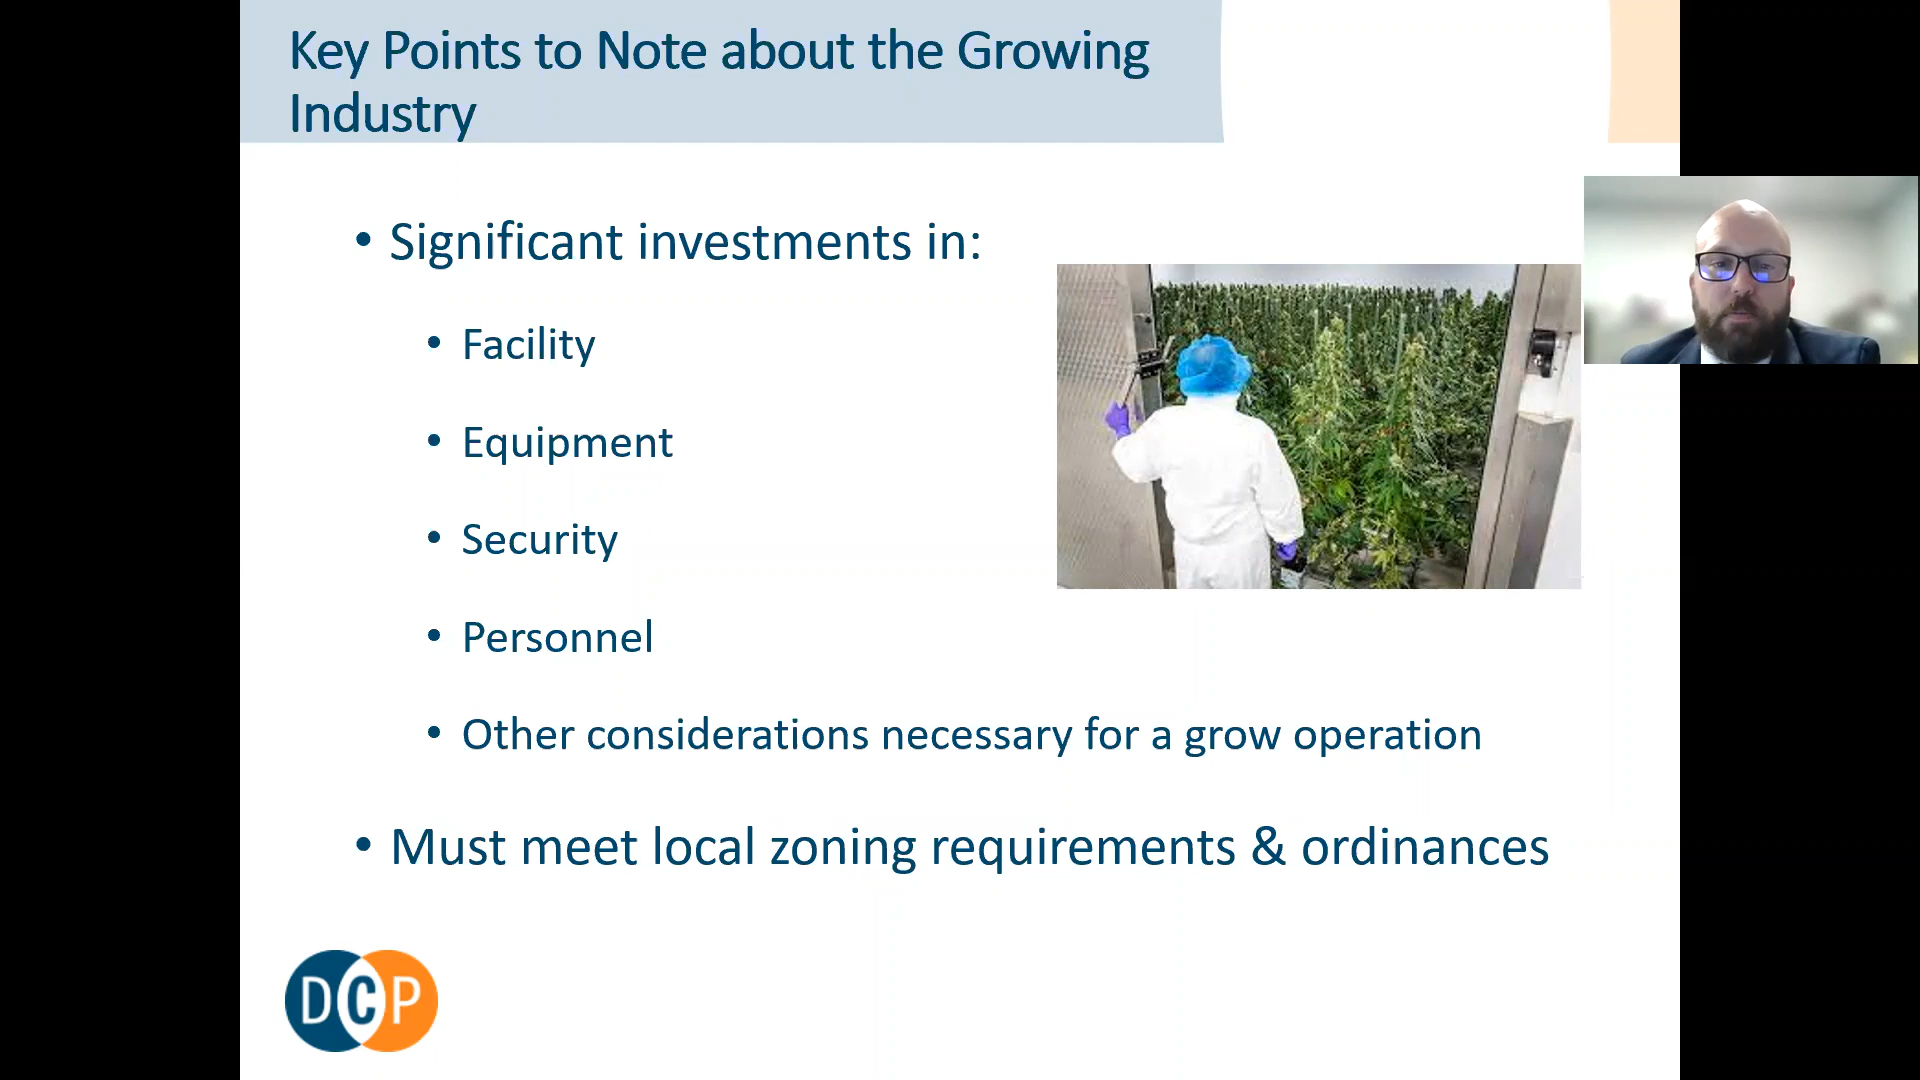 Key Points to Note about the Growing
Industry
• Significant investments in:
• Facility
• Equipment
• Security
• Personnel
• Other considerations necessary for a grow operation
• Must meet local zoning requirements & ordinances
DCP